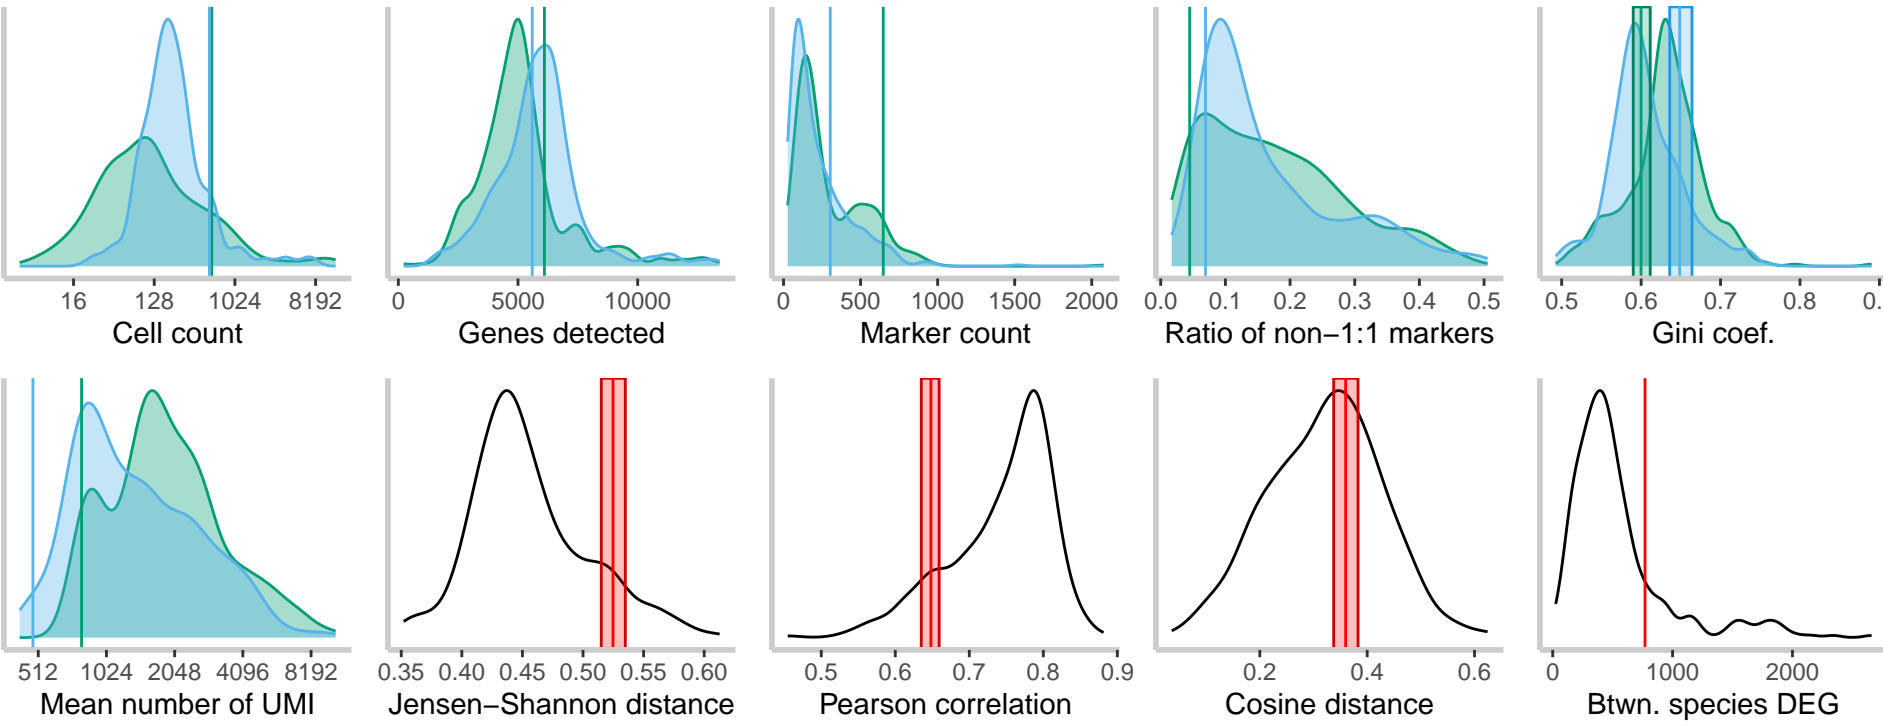 16 128 1024 8192
Cell count
0 5000 10000
Genes detected
0 500 1000 1500 2000
Marker count
0.0 0.1 0.2 0.3 0.4 0.5
Ratio of non−1:1 markers
0.5 0.6 0.7 0.8 0.
Gini coef.
512 1024 2048 4096 8192
Mean number of UMI
0.35 0.40 0.45 0.50 0.55 0.60
Jensen−Shannon distance
0.5 0.6 0.7 0.8 0.9
Pearson correlation
0.2 0.4 0.6
Cosine distance
0 1000 2000
Btwn. species DEG